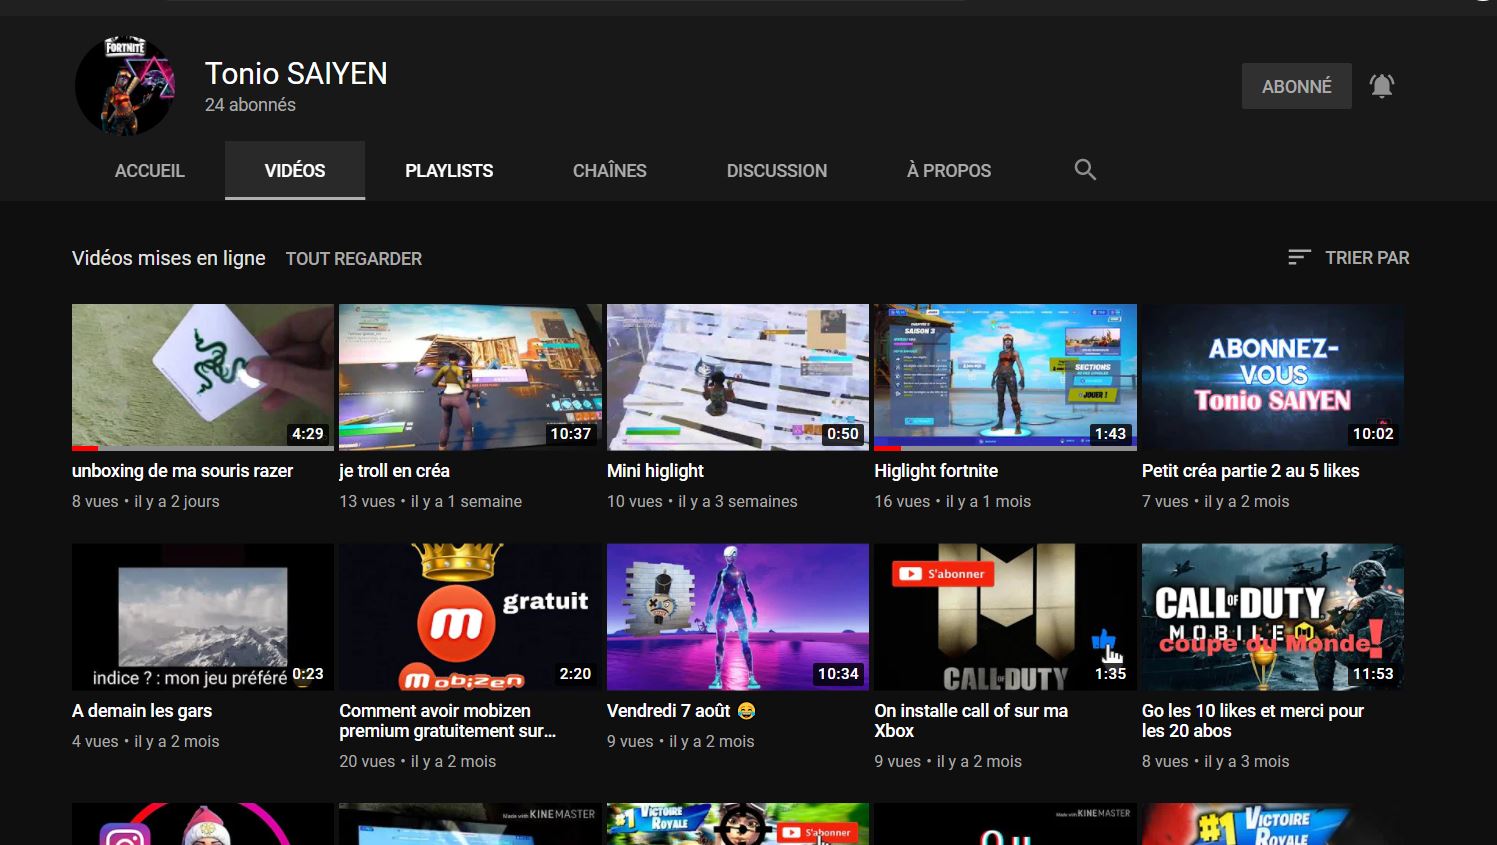 FORTNITE
Tonio SAIYEN
24 abonnés
ABONNÉ
ACCUEIL
VIDÉOS
PLAYLISTS
CHAÎNES
DISCUSSION
À PROPOS
Vidéos mises en ligne
TOUT REGARDER
TRIER PAR
4:29
10:37
0:50
SAISON 3
SECTIONS
JOUER !
1:43
ABONNEZ-
VOUS
Tonio SAIYEN
10:02
unboxing de ma souris razer
8 vues • il y a 2 jours
je troll en créa
13 vues • il y a 1 semaine
Mini higlight
10 vues • il y a 3 semaines
Higlight fortnite
16 vues • il y a 1 mois
Petit créa partie 2 au 5 likes
7 vues • il y a 2 mois
indice ? : mon jeu préféré
0:23
m
gratuit
mobizen
2:20
10:34
S'abonner
CALL OF DUTY
1:35
CALL OF DUTY
MOBILE
coupe du Monde!
11:53
A demain les gars
4 vues • il y a 2 mois
Comment avoir mobizen
premium gratuitement sur...
20 vues • il y a 2 mois
Vendredi 7 août 😂
9 vues • il y a 2 mois
On installe call of sur ma
Xbox
9 vues • il y a 2 mois
Go les 10 likes et merci pour
les 20 abos
8 vues • il y a 3 mois
Made with KINEMASTER
#1 VICTOIRE
ROYALE
S'abonner
Made with KINEMASTER
#1 VICTOIRE
ROYALE